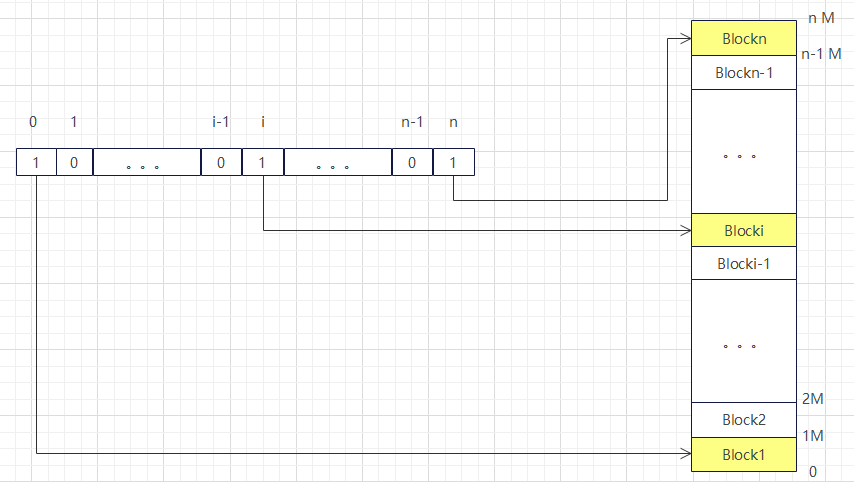 n M
Blockn
n-1 M
Blockn-1
0 1 i-1 i n-1 n
1 0 。。。 0 1 。。。 0 1
。。。
Blocki
Blocki-1
。。。
2M
Block2
1M
Block1
0